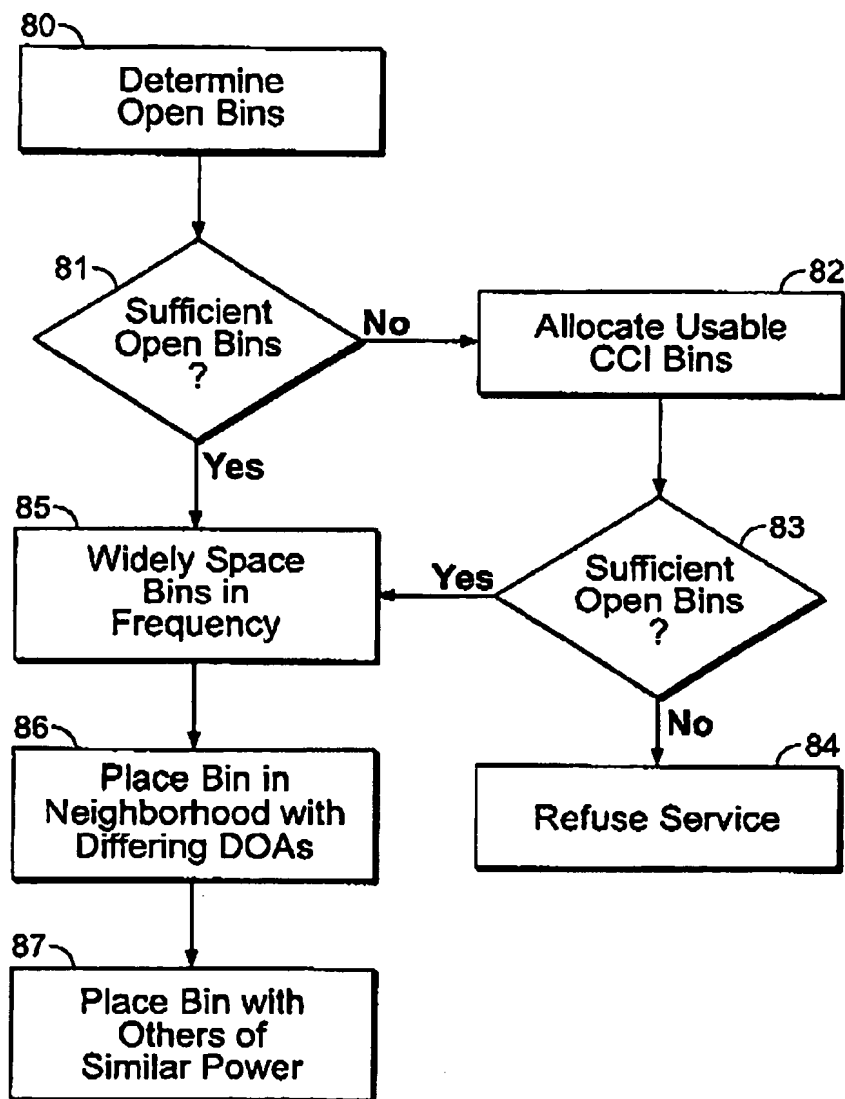 80
Determine
Open Bins
81
Sufficient
Open Bins
?
No
82
Allocate Usable
CCI Bins
Yes
85
Widely Space
Bins in
Frequency
Yes
83
Sufficient
Open Bins
?
No
86
Place Bin in
Neighborhood with
Differing DOAs
84
Refuse Service
87
Place Bin with
Others of
Similar Power